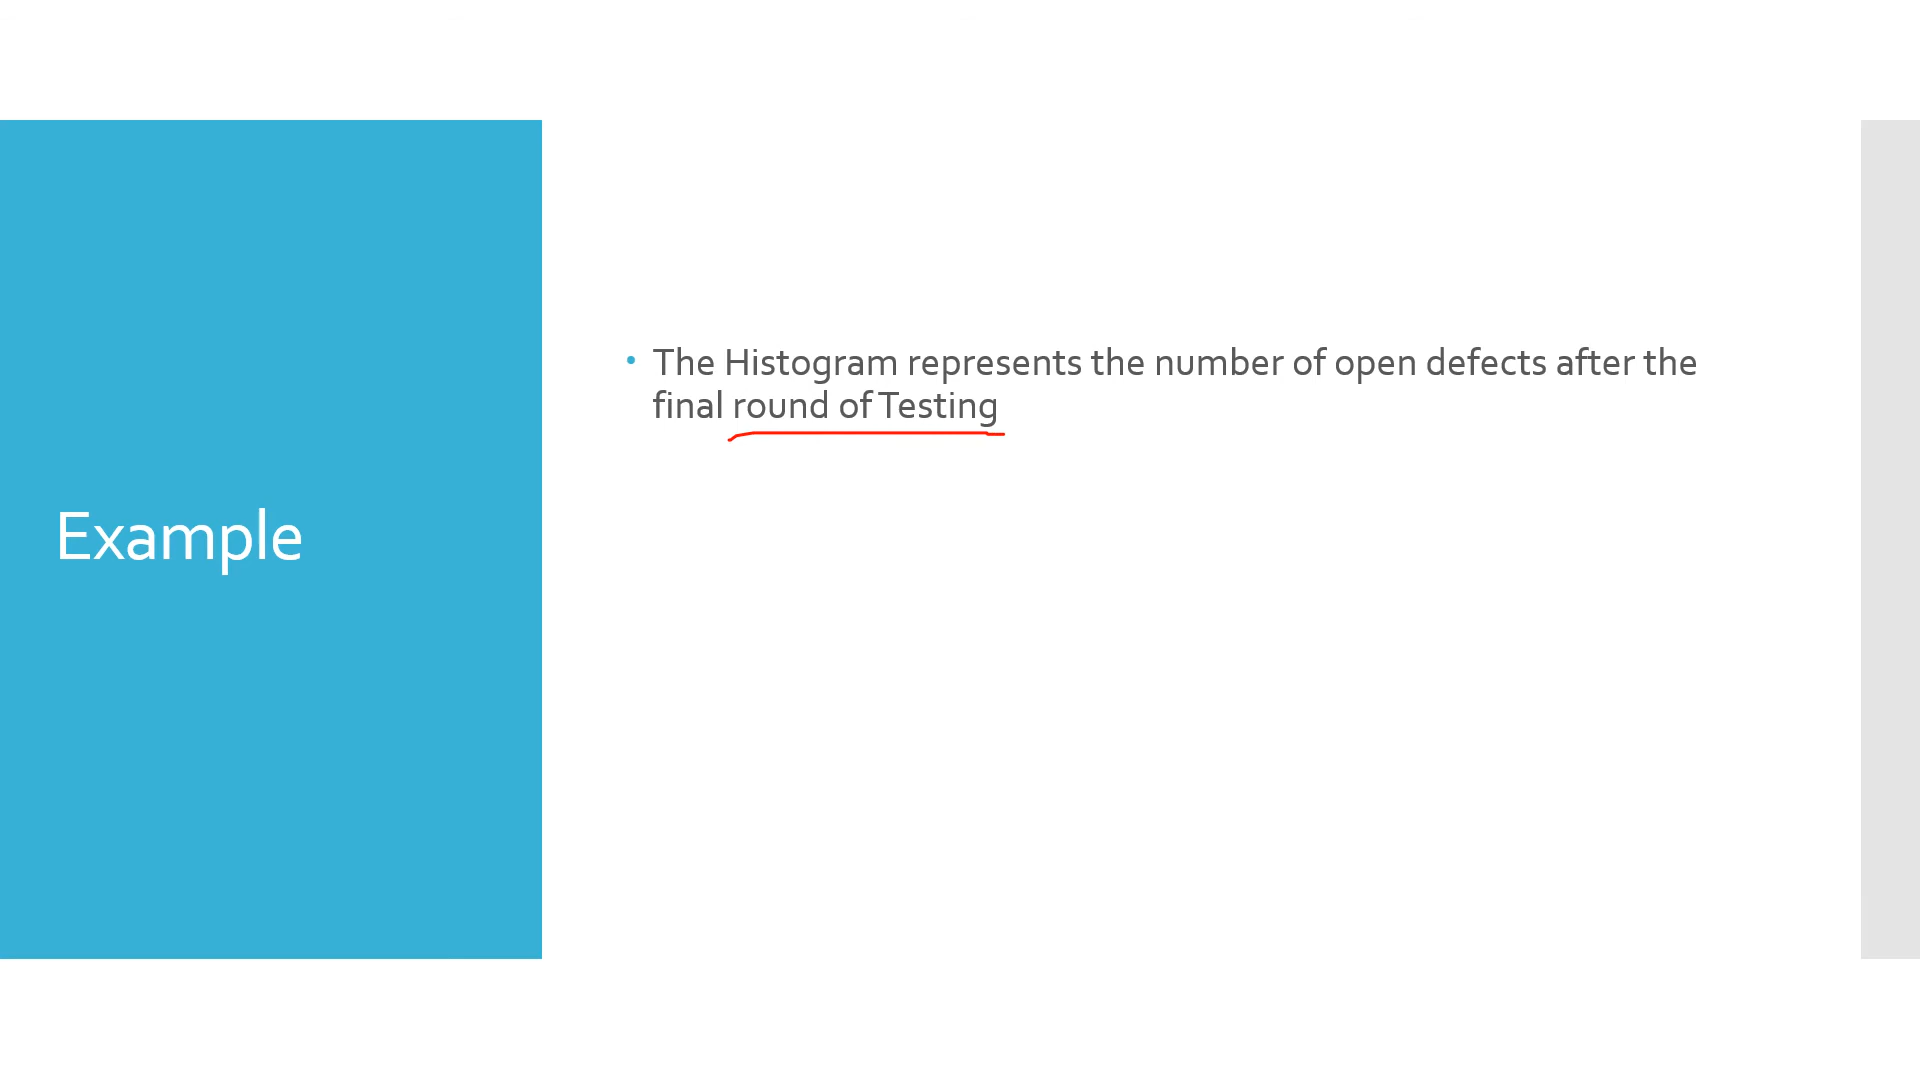 Example
• The Histogram represents the number of open defects after the
final round of Testing